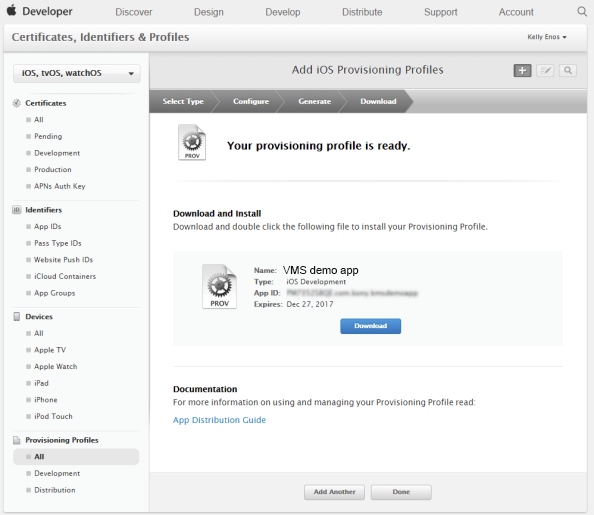 Developer Discover Design Develop Distribute Support Account
Certificates, Identifiers & Profiles
Kelly Enos
iOS, tvOS, watchOS
Add iOS Provisioning Profiles
Select Type Configure Generate Download
Certificates
All
Pending
Development
Production
APNs Auth Key
ID Identifiers
App IDs
Pass Type IDs
Website Push IDs
iCloud Containers
App Groups
Devices
All
Apple TV
Apple Watch
iPad
iPhone
iPod Touch
Provisioning Profiles
All
Development
Distribution
PROV
Your provisioning profile is ready.
Download and Install
Download and double click the following file to install your Provisioning Profile.
PROV
Name: VMS demo app
Type: iOS Development
App ID:
Expires: Dec 27, 2017
Download
Documentation
For more information on using and managing your Provisioning Profile read:
App Distribution Guide
Add Another Done